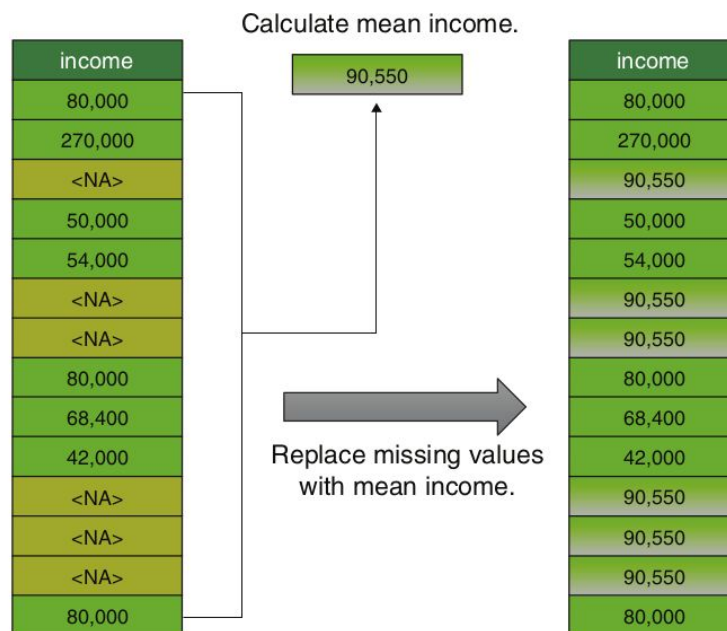 Calculate mean income.
90,550
income
80,000
270,000
<NA>
50,000
54,000
<NA>
<NA>
80,000
68,400
42,000
<NA>
<NA>
<NA>
80,000
Replace missing values
with mean income.
income
80,000
270,000
90,550
50,000
54,000
90,550
90,550
80,000
68,400
42,000
90,550
90,550
90,550
80,000